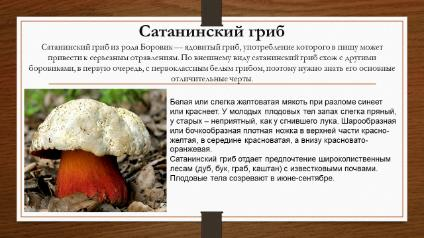 Сатанинский гриб
Сатанинский гриб из рода Боровик — ядовитый гриб, употребление которого в пищу может
привести к серьезным отравлениям. По внешнему виду сатанинский гриб схож с другими
боровиками, в первую очередь, с первоклассным белым грибом, поэтому нужно знать его основные
отличительные черты.
Белая или слегка желтоватая мякоть при разломе синеет
или краснеет. У молодых плодовых тел запах слегка пряный,
у старых – неприятный, как у сгнившего лука. Шарообразная
или бочкообразная плотная ножка в верхней части красно-
желтая, в середине красноватая, а внизу красновато-
оранжевая.
Сатанинский гриб отдает предпочтение широколиственным
лесам (дуб, бук, граб, каштан) с известковыми почвами.
Плодовые тела созревают в июне-сентябре.